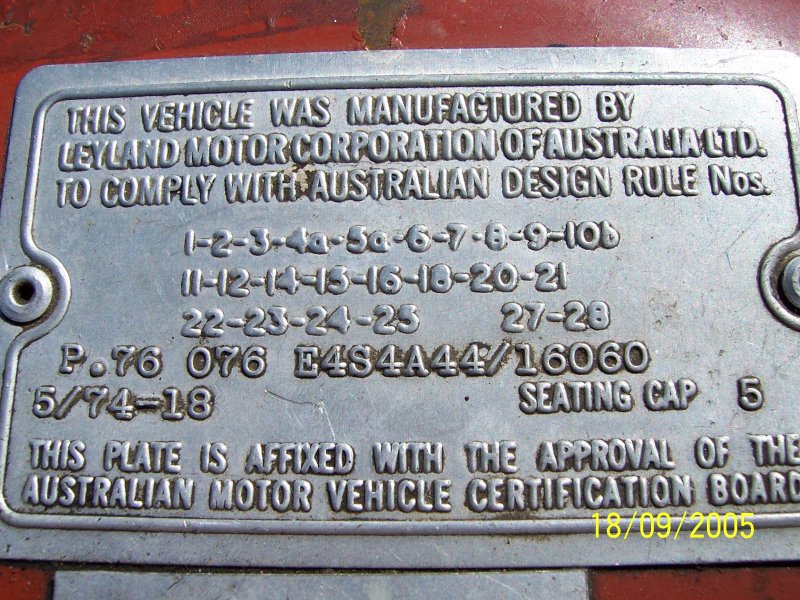 THIS VEHICLE WAS MANUFACTURED BY
LEYLAND MOTOR CORPORATION OF AUSTRALIA LTD.
TO COMPLY WITH AUSTRALIAN DESIGN RULE Nos.
1-2-3-4a-5a-6-7-8-9-10b
11-12-14-15-16-18-20-21
22-23-24-25 27-28
P.76 076 E4S4A44/16060
5/74-18 SEATING CAP 5
THIS PLATE IS AFFIXED WITH THE APPROVAL OF THE
AUSTRALIAN MOTOR VEHICLE CERTIFICATION BOARD
18/09/2005